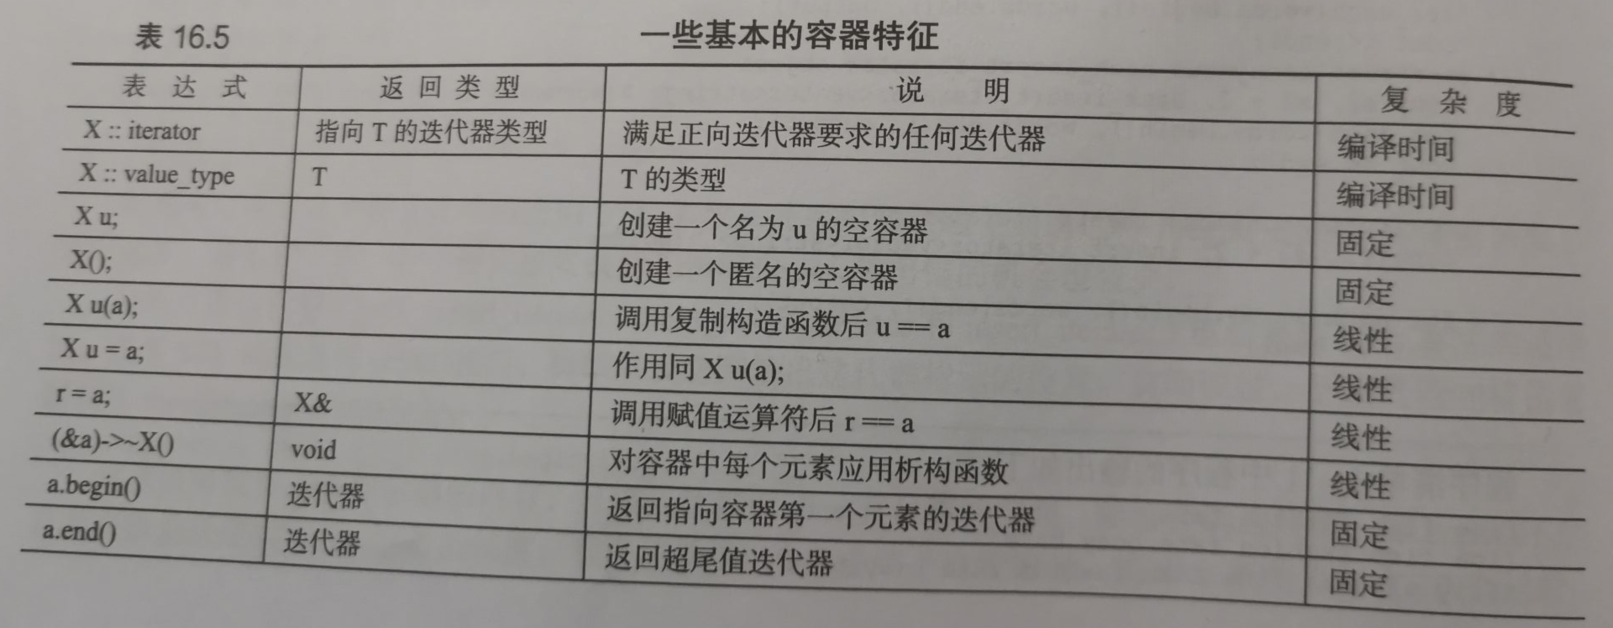 表 16.5 一些基本的容器特征
表 达 式 返 回 类 型 说 明 复 杂 度
X :: iterator 指向 T 的迭代器类型 满足正向迭代器要求的任何迭代器 编译时间
X :: value_type T T 的类型 编译时间
X u; 创建一个名为 u 的空容器 固定
X(); 创建一个匿名的空容器 固定
X u(a); 调用复制构造函数后 u == a 线性
X u = a; 作用同 X u(a); 线性
r = a; X& 调用赋值运算符后 r == a 线性
(&a)->~X() void 对容器中每个元素应用析构函数 线性
a.begin() 迭代器 返回指向容器第一个元素的迭代器 固定
a.end() 迭代器 返回超尾值迭代器 固定